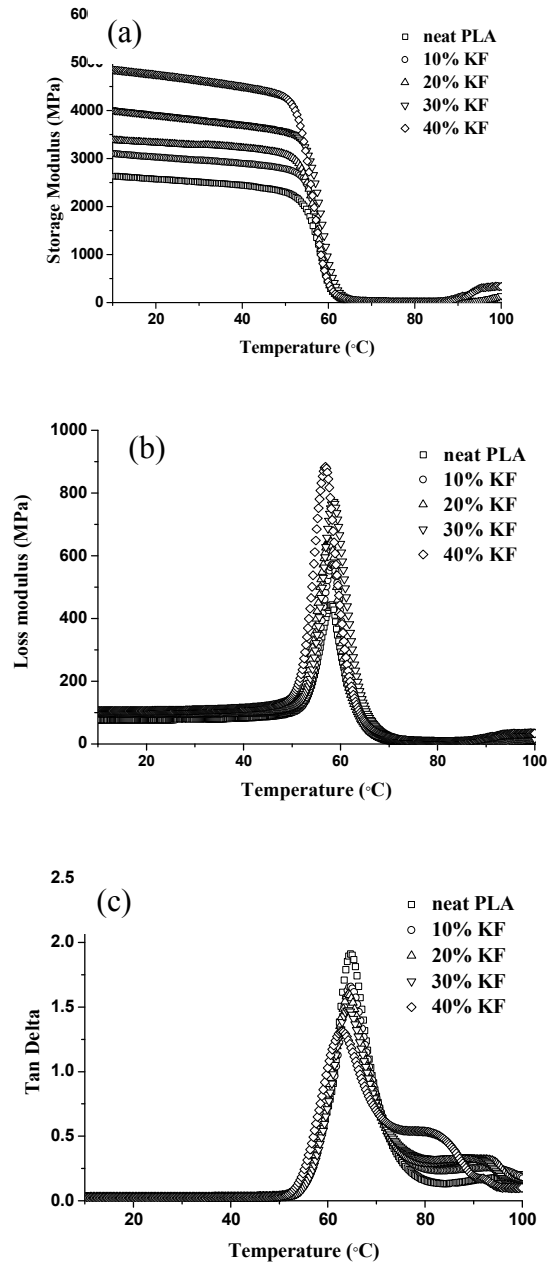 (a)
neat PLA
10% KF
20% KF
30% KF
40% KF
Storage Modulus (MPa)
6000
5000
4000
3000
2000
1000
0
20 40 60 80 100
Temperature (°C)
(b)
neat PLA
10% KF
20% KF
30% KF
40% KF
Loss modulus (MPa)
1000
800
600
400
200
0
20 40 60 80 100
Temperature (°C)
(c)
neat PLA
10% KF
20% KF
30% KF
40% KF
Tan Delta
2.5
2.0
1.5
1.0
0.5
0.0
20 40 60 80 100
Temperature (°C)